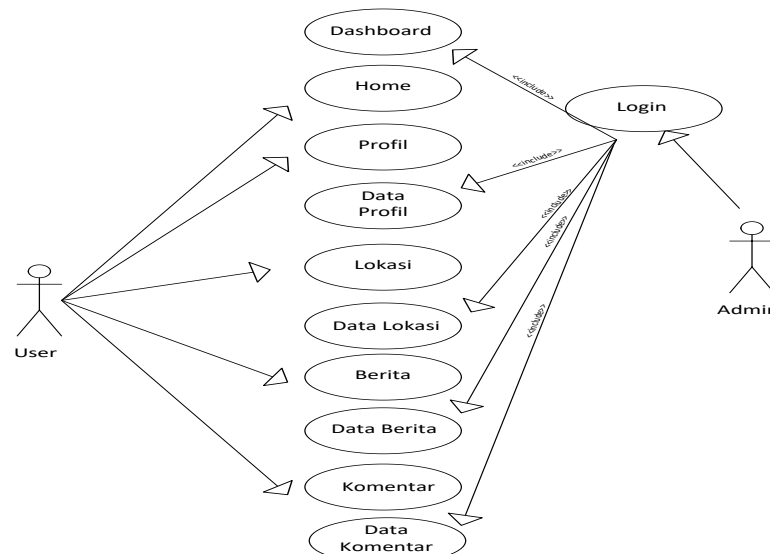 Dashboard
<<include>>
Home
Login
Profil
<<include>>
Data
Profil
<<include>>
<<include>>
Lokasi
Admin
Data Lokasi
<<include>>
User
Berita
Data Berita
Komentar
Data
Komentar